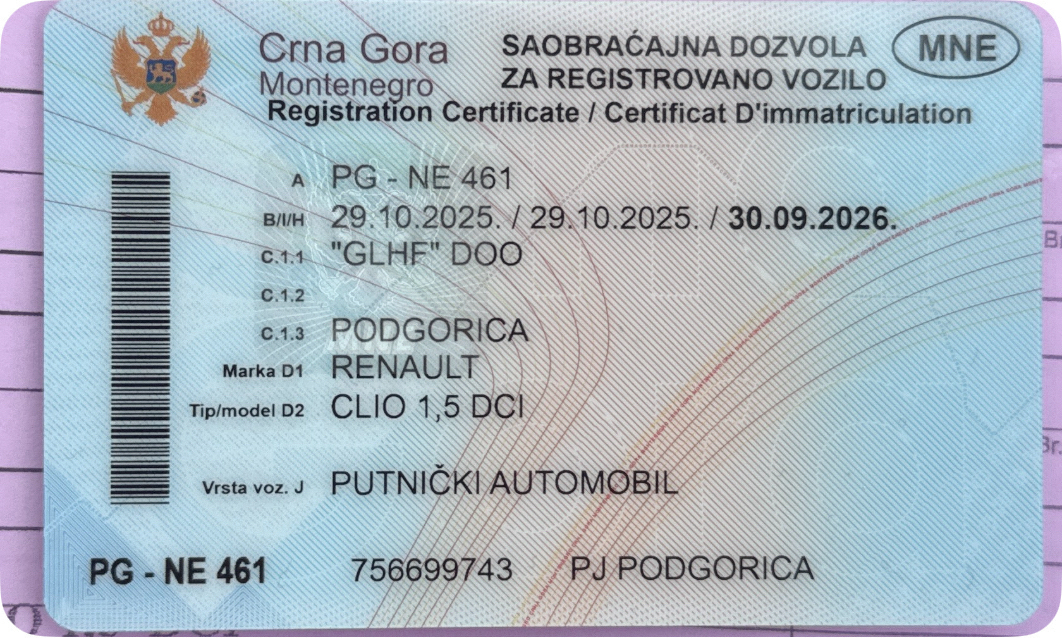 Crna Gora
Montenegro
SAOBRAĆAJNA DOZVOLA
ZA REGISTROVANO VOZILO
MNE
Registration Certificate / Certificat D'immatriculation
A PG - NE 461
B/I/H 29.10.2025. / 29.10.2025. / 30.09.2026.
C.1.1 "GLHF" DOO
C.1.2
C.1.3 PODGORICA
Marka D1 RENAULT
Tip/model D2 CLIO 1,5 DCI
Vrsta voz. J PUTNIČKI AUTOMOBIL
PG - NE 461 756699743 PJ PODGORICA